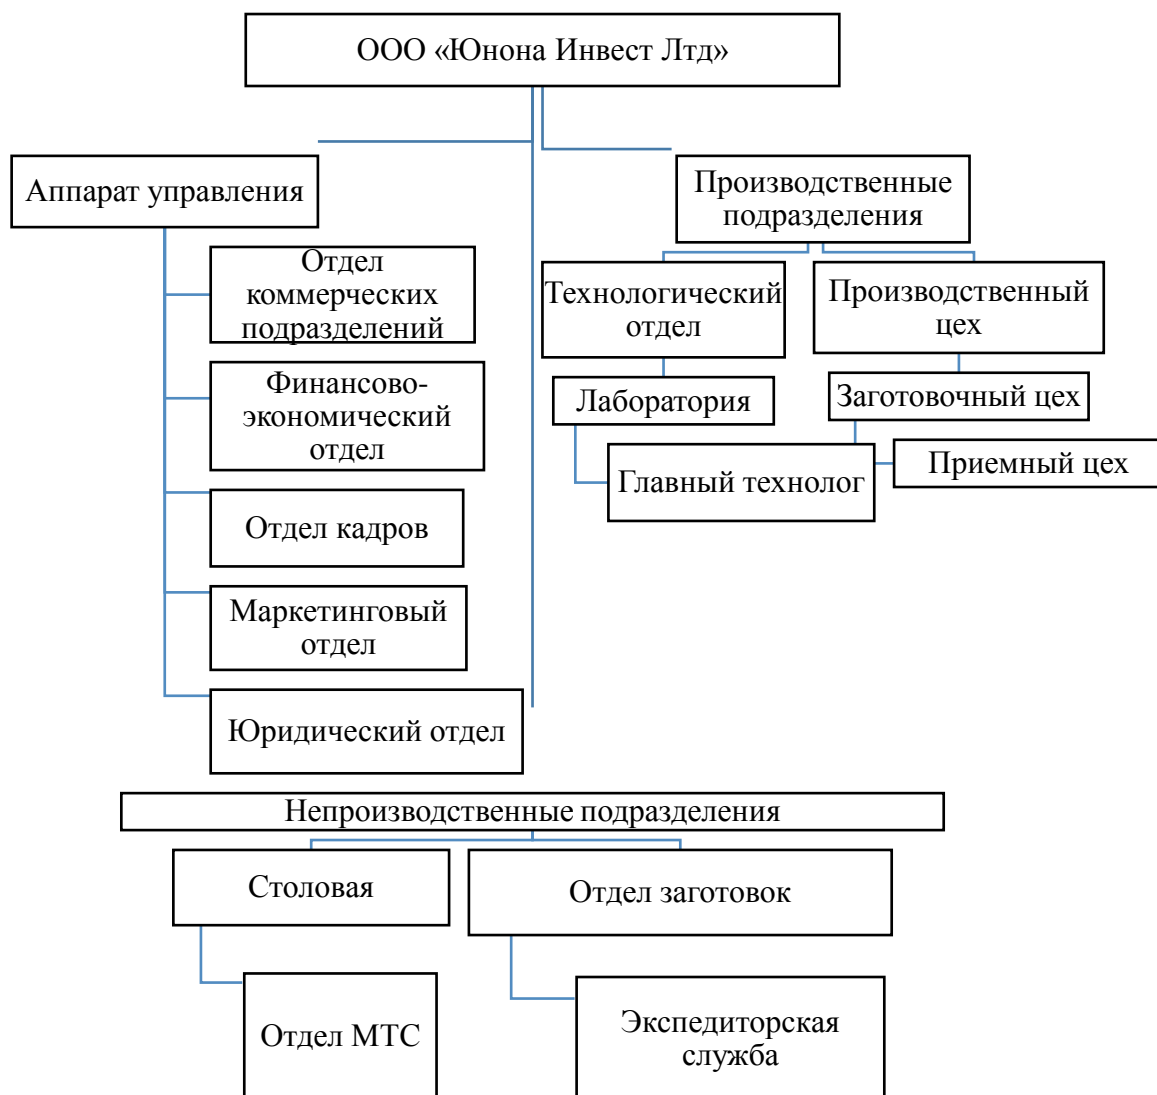 ООО «Юнона Инвест Лтд»
Аппарат управления
Отдел
коммерческих
подразделений
Финансово-
экономический
отдел
Отдел кадров
Маркетинговый
отдел
Юридический отдел
Производственные
подразделения
Технологический
отдел
Лаборатория
Главный технолог
Производственный
цех
Заготовочный цех
Приемный цех
Непроизводственные подразделения
Столовая
Отдел МТС
Отдел заготовок
Экспедиторская
служба